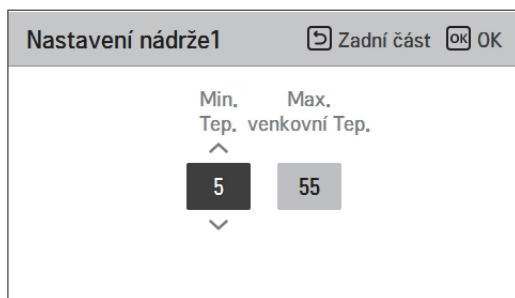 Nastavení nádrže1 Zadní část OK OK
Min. Max.
Tep. venkovní Tep.
5 55